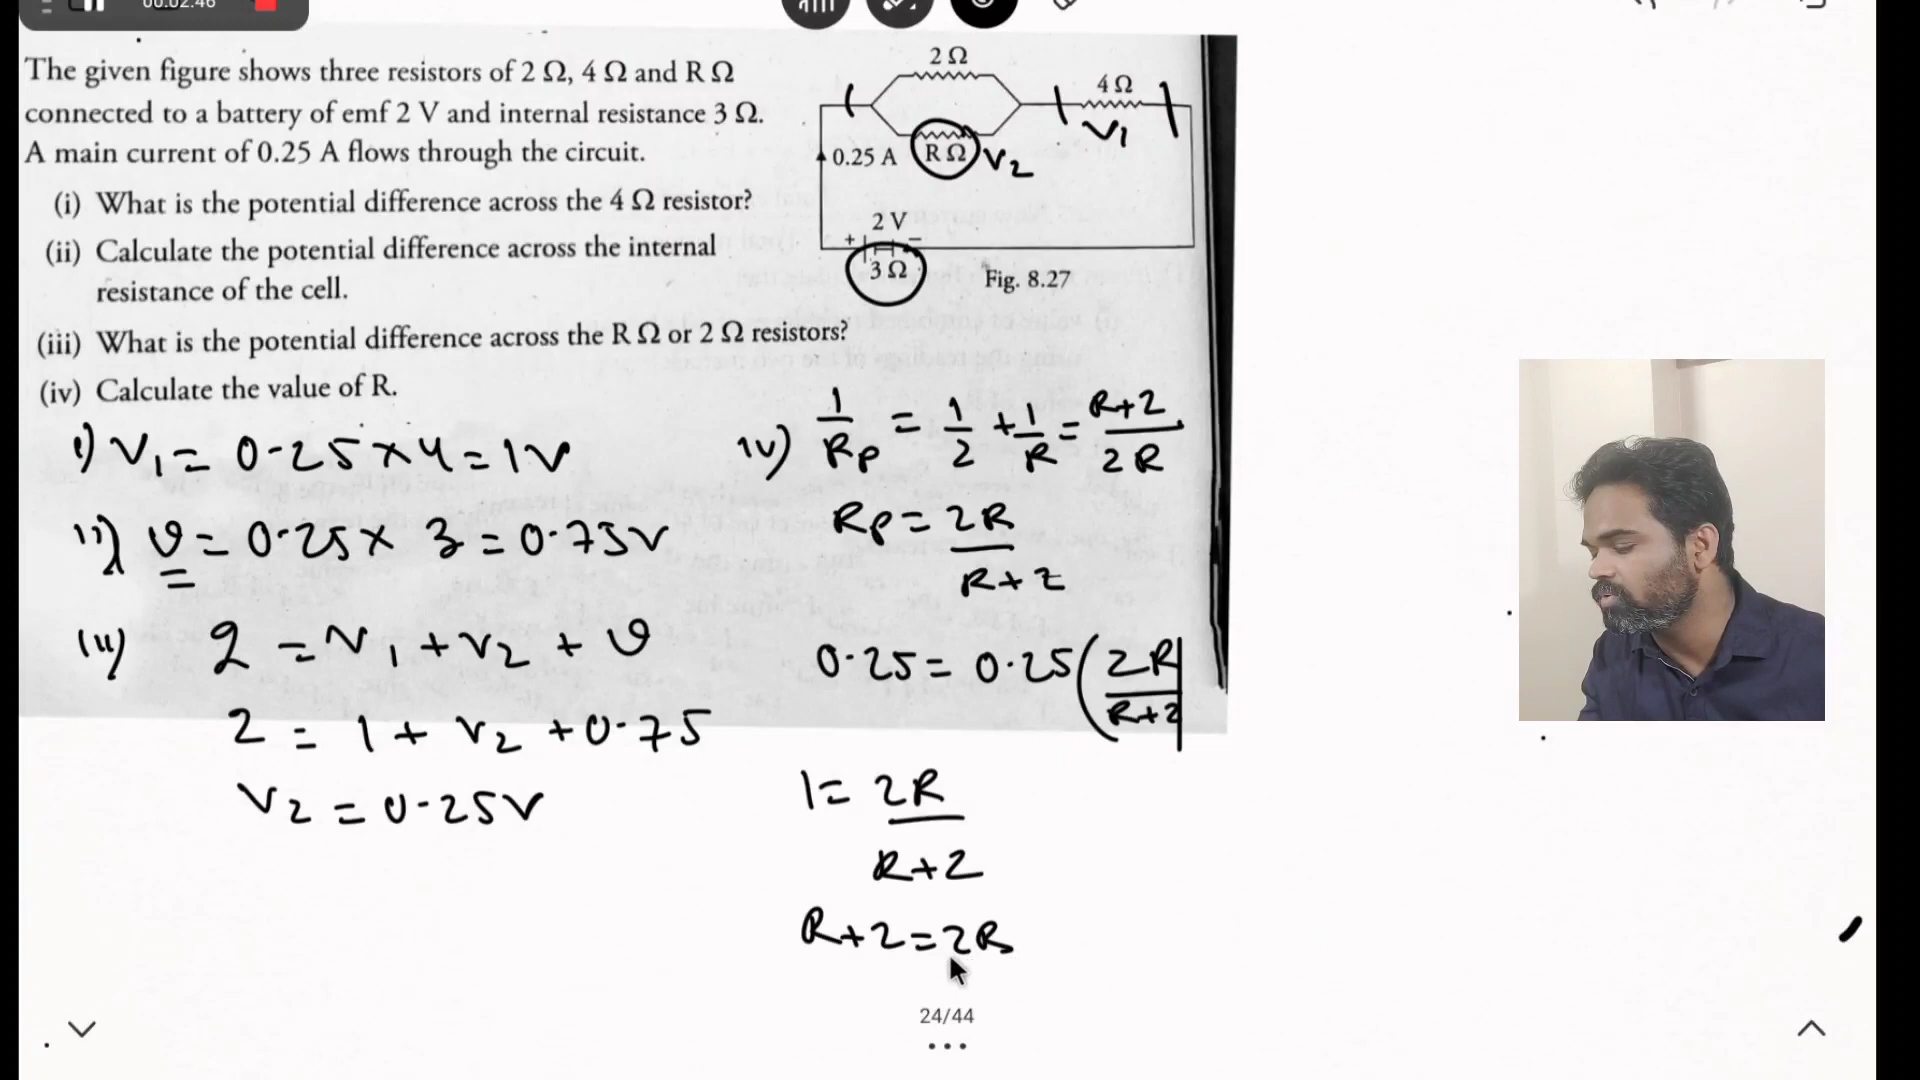 00:02:46
The given figure shows three resistors of 2 Ω, 4 Ω and R Ω
connected to a battery of emf 2 V and internal resistance 3 Ω.
A main current of 0.25 A flows through the circuit.
(i) What is the potential difference across the 4 Ω resistor?
(ii) Calculate the potential difference across the internal
resistance of the cell.
(iii) What is the potential difference across the R Ω or 2 Ω resistors?
(iv) Calculate the value of R.
2 Ω
4 Ω
V1
0.25 A
R Ω
V2
2 V
+ −
3 Ω
Fig. 8.27
i) V1 = 0.25 × 4 = 1V
ii) v = 0.25 × 3 = 0.75V
iii) 2 = V1 + V2 + v
2 = 1 + V2 + 0.75
V2 = 0.25V
iv) 1/Rp = 1/2 + 1/R = R+2/2R
Rp = 2R/R+2
0.25 = 0.25 (2R/R+2)
1 = 2R/R+2
R+2 = 2R
24/44